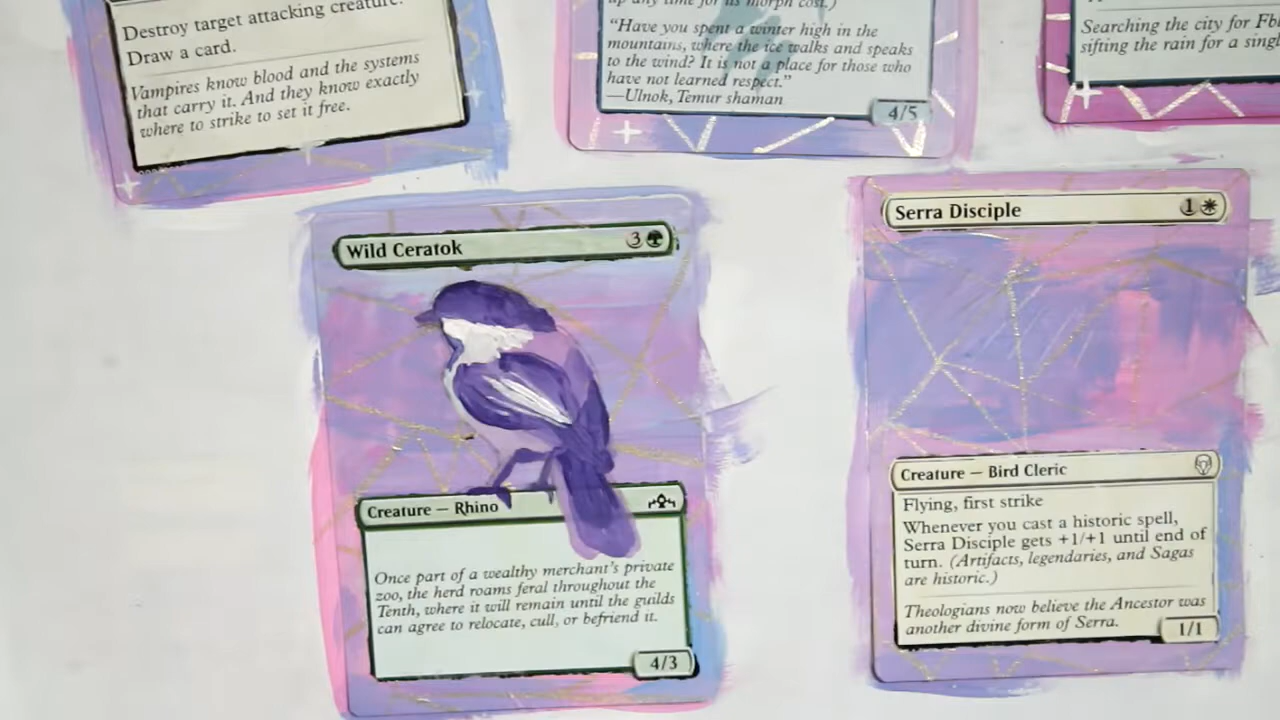 Destroy target attacking creature.
Draw a card.
Vampires know blood and the systems
that carry it. And they know exactly
where to strike to set it free.
up any time for its morph cost.)
"Have you spent a winter high in the
mountains, where the ice walks and speaks
to the wind? It is not a place for those who
have not learned respect."
—Ulnok, Temur shaman
4/5
Searching the city for
sifting the rain for a
Wild Ceratok
3
Creature — Rhino
Once part of a wealthy merchant's private
zoo, the herd roams feral throughout the
Tenth, where it will remain until the guilds
can agree to relocate, cull, or befriend it.
4/3
Serra Disciple
1
Creature — Bird Cleric
Flying, first strike
Whenever you cast a historic spell,
Serra Disciple gets +1/+1 until end of
turn. (Artifacts, legendaries, and Sagas
are historic.)
Theologians now believe the Ancestor was
another divine form of Serra.
1/1